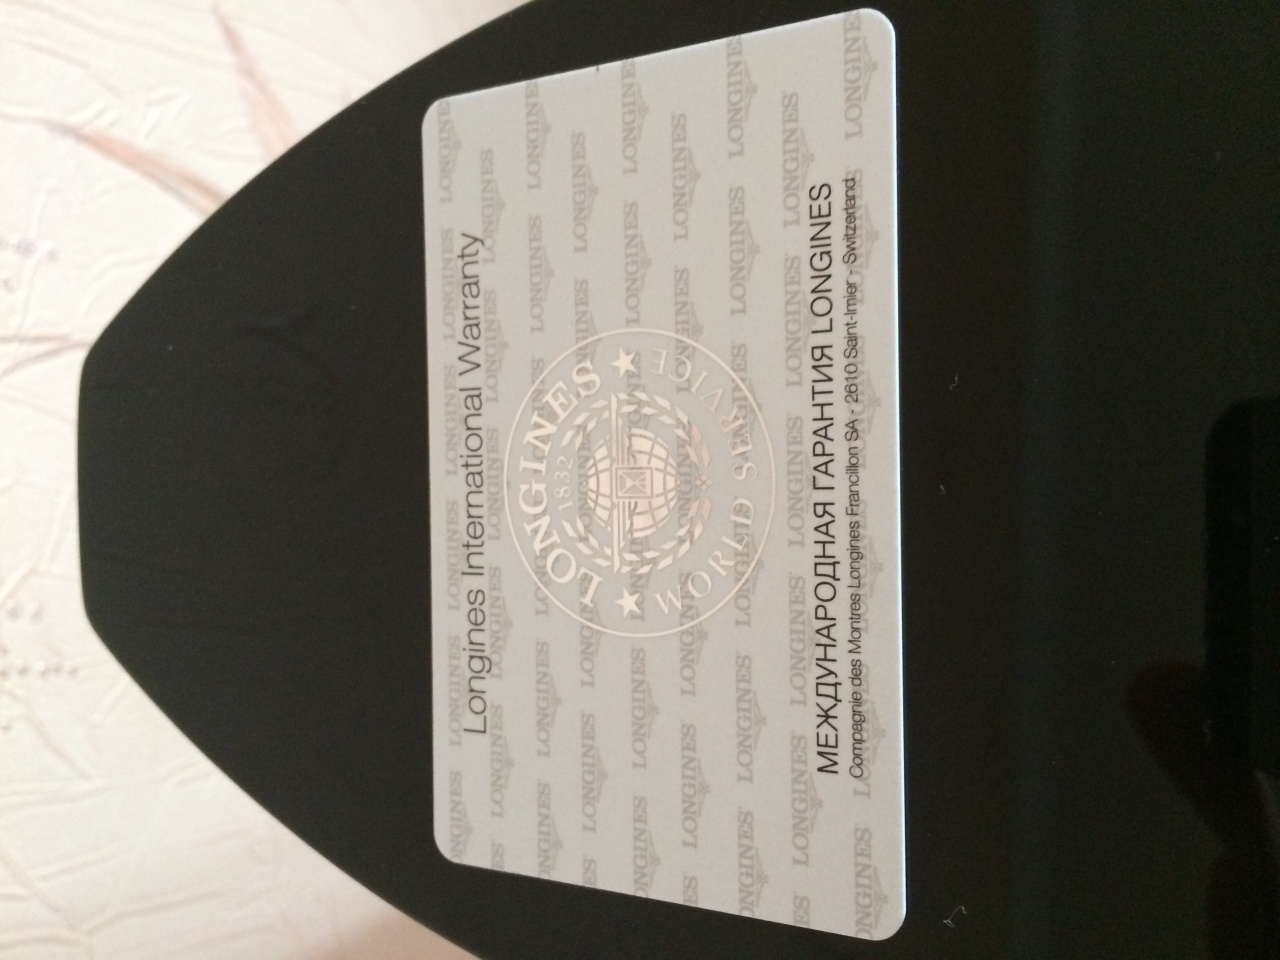 Longines International Warranty
LONGINES
1832
WORLD SERVICE
МЕЖДУНАРОДНАЯ ГАРАНТИЯ LONGINES
Compagnie des Montres Longines Francillon SA - 2610 Saint-Imier - Switzerland